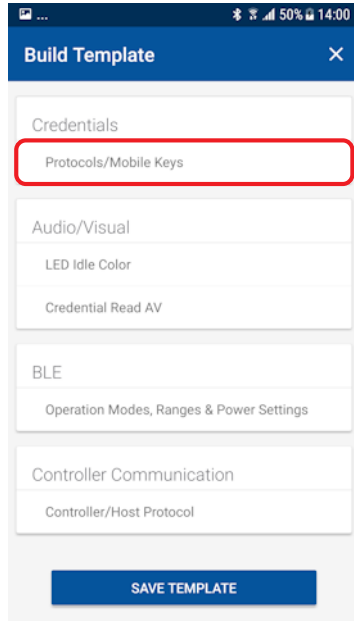 ... 50% 14:00
Build Template
Credentials
Protocols/Mobile Keys
Audio/Visual
LED Idle Color
Credential Read AV
BLE
Operation Modes, Ranges & Power Settings
Controller Communication
Controller/Host Protocol
SAVE TEMPLATE